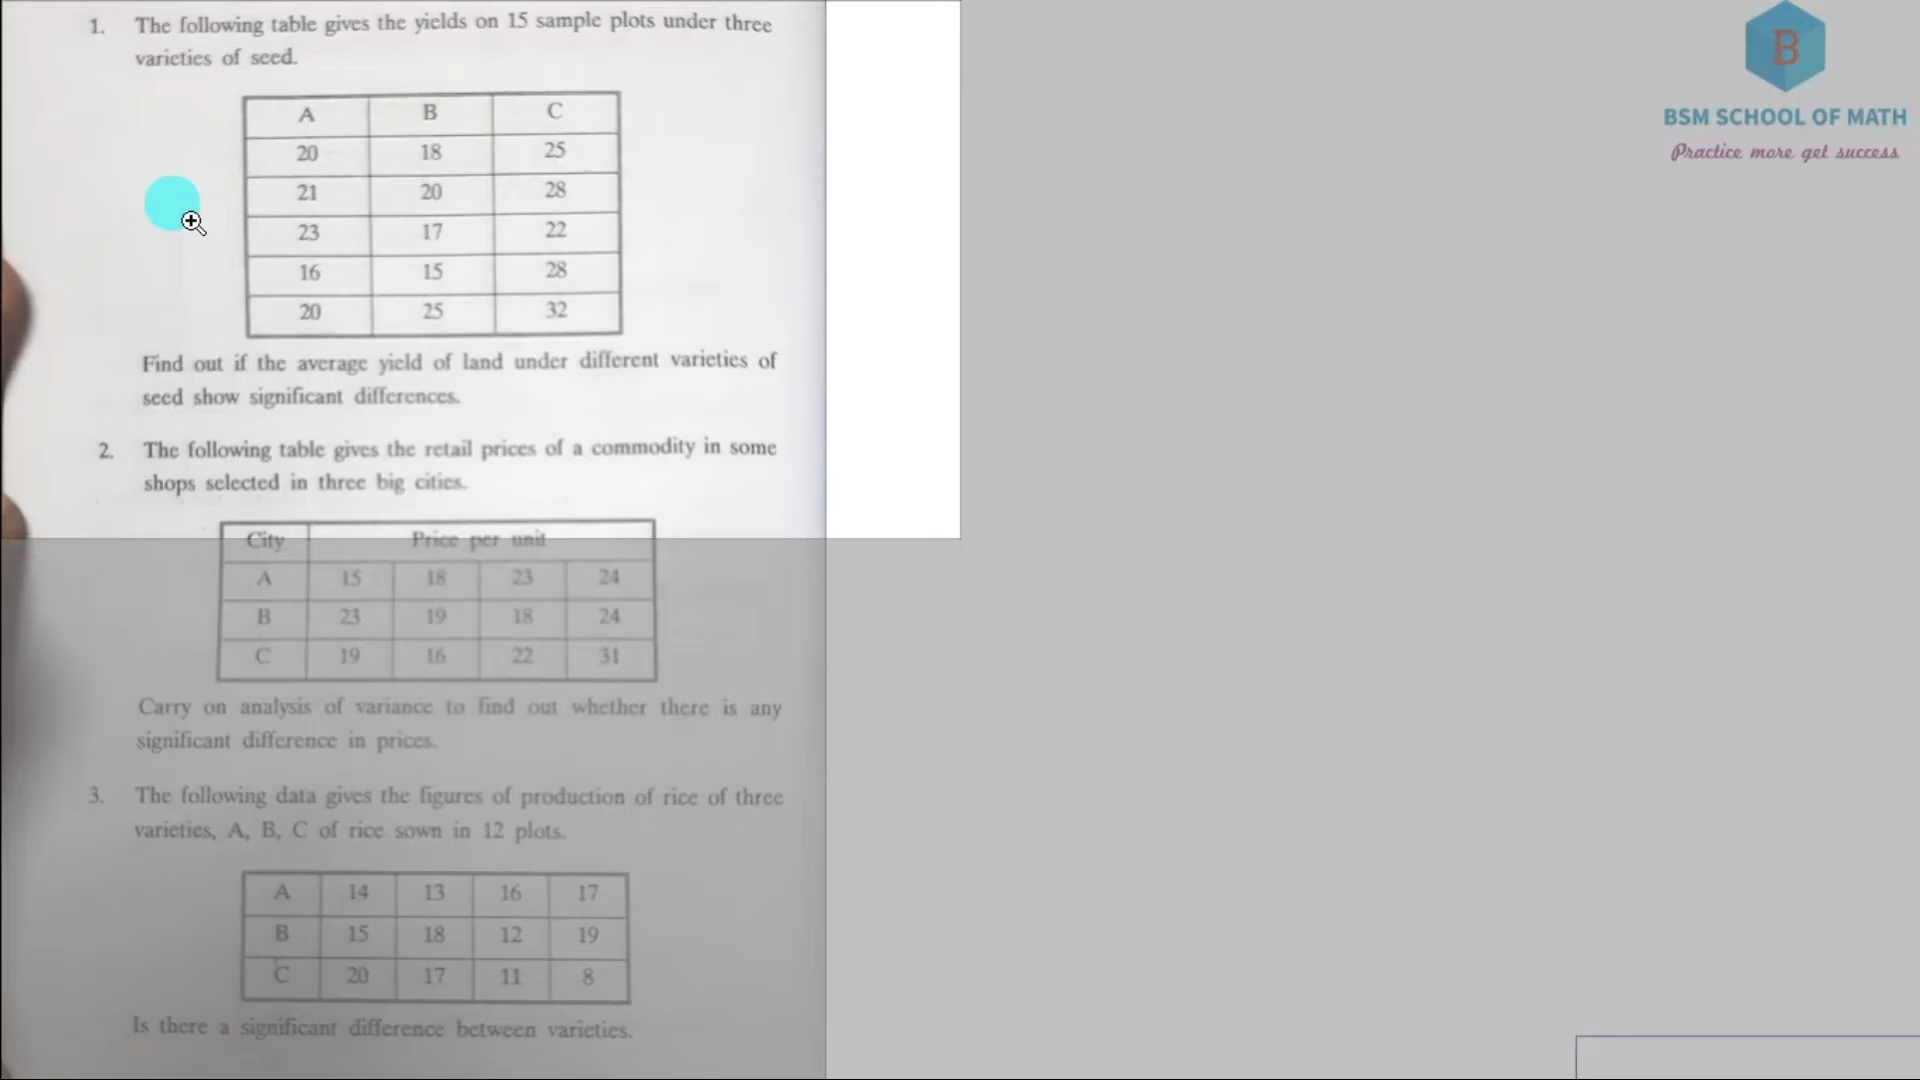 1. The following table gives the yields on 15 sample plots under three
varieties of seed.
A B C
20 18 25
21 20 28
23 17 22
16 15 28
20 25 32
Find out if the average yield of land under different varieties of
seed show significant differences.
2. The following table gives the retail prices of a commodity in some
shops selected in three big cities.
City Price per unit
A 15 18 23 24
B 23 19 18 24
C 19 16 22 31
Carry on analysis of variance to find out whether there is any
significant difference in prices.
3. The following data gives the figures of production of rice of three
varieties, A, B, C of rice sown in 12 plots.
A 14 13 16 17
B 15 18 12 19
C 20 17 11 8
Is there a significant difference between varieties.
B
BSM SCHOOL OF MATH
Practice more get success